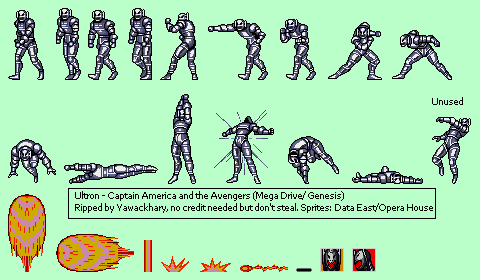 Unused
Ultron - Captain America and the Avengers (Mega Drive/ Genesis)
Ripped by Yawackhary, no credit needed but don't steal. Sprites: Data East/Opera House